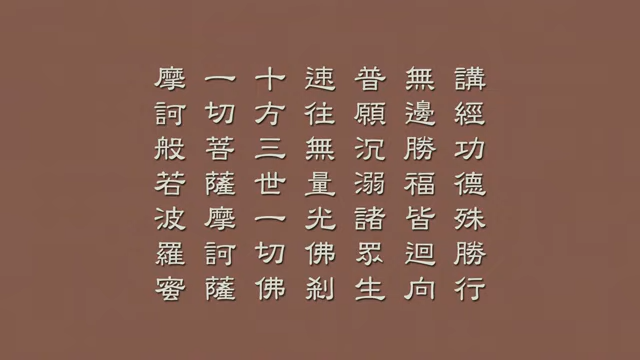 講經功德殊勝行
無邊勝福皆迴向
普願沉溺諸眾生
速往無量光佛剎
十方三世一切佛
一切菩薩摩訶薩
摩訶般若波羅蜜